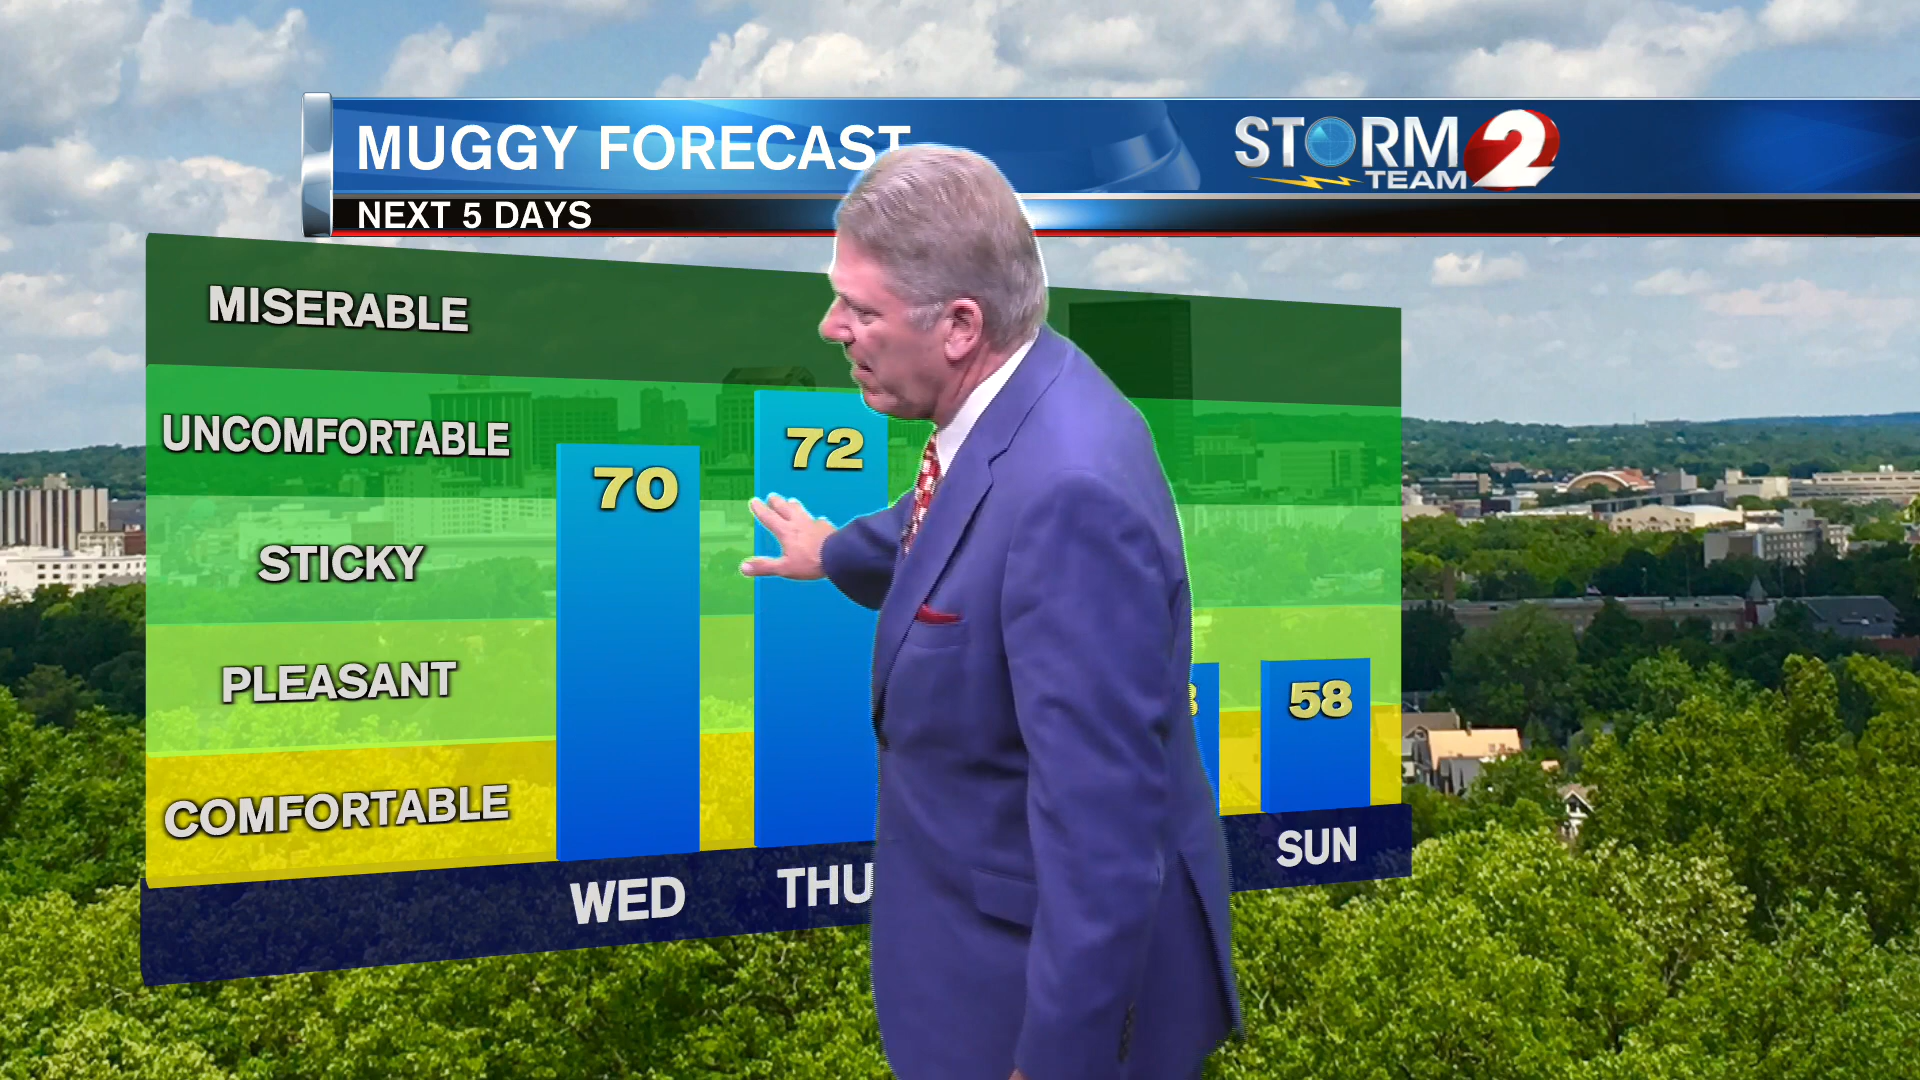 MUGGY FORECAST
STORM
TEAM
2
NEXT 5 DAYS
MISERABLE
UNCOMFORTABLE
STICKY
PLEASANT
COMFORTABLE
70
72
58
WED
THU
SUN